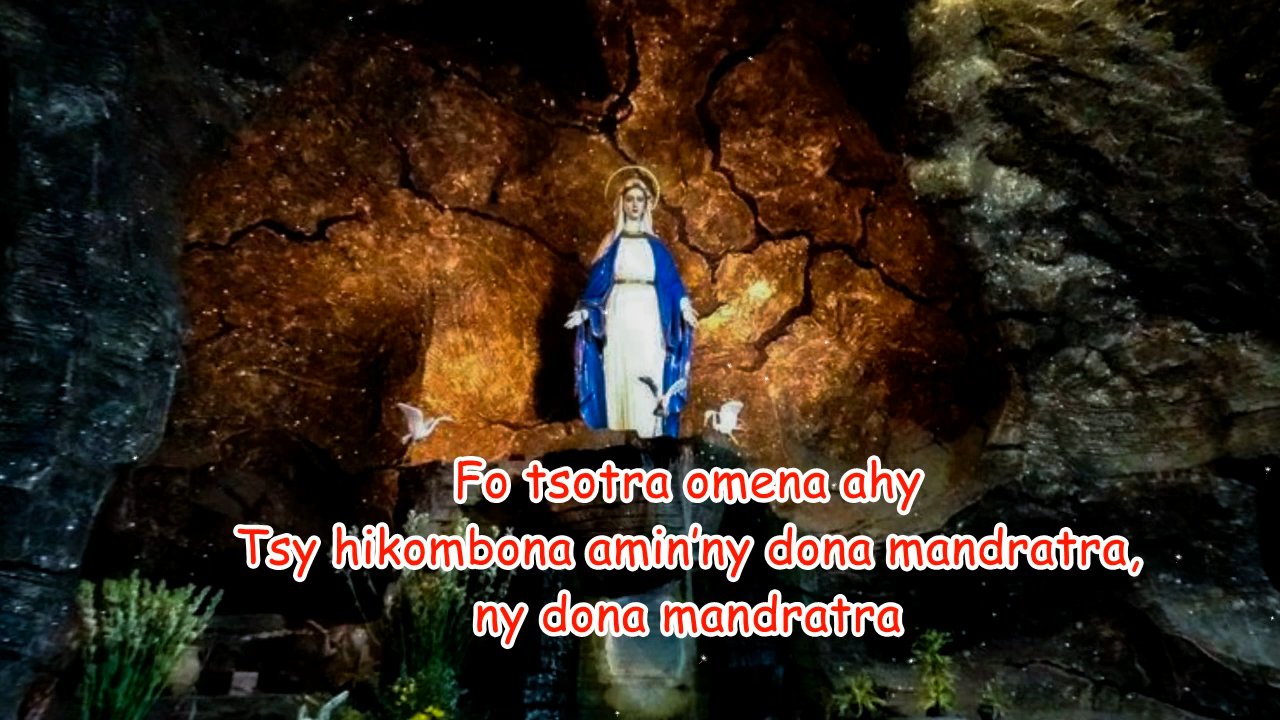 Fo tsotra omena ahy
Tsy hikombona amin'ny dona mandratra,
ny dona mandratra